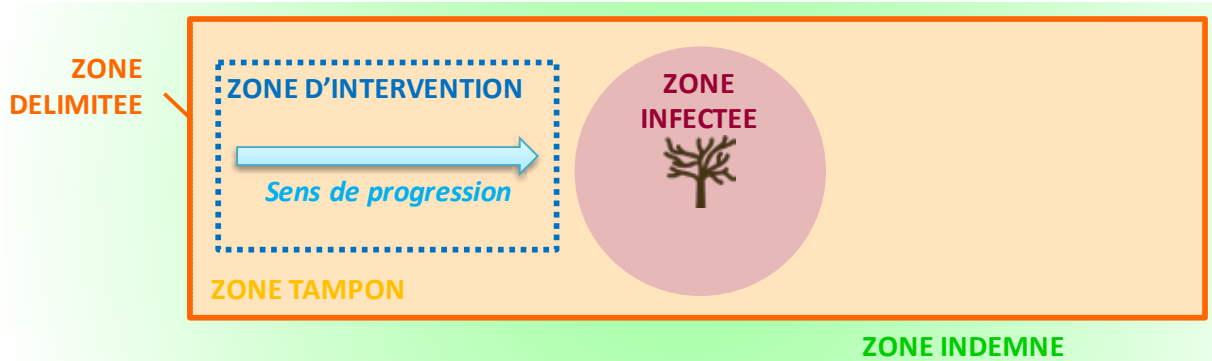 ZONE
DELIMITEE
ZONE D’INTERVENTION
Sens de progression
ZONE
INFECTEE
ZONE TAMPON
ZONE INDEMNE